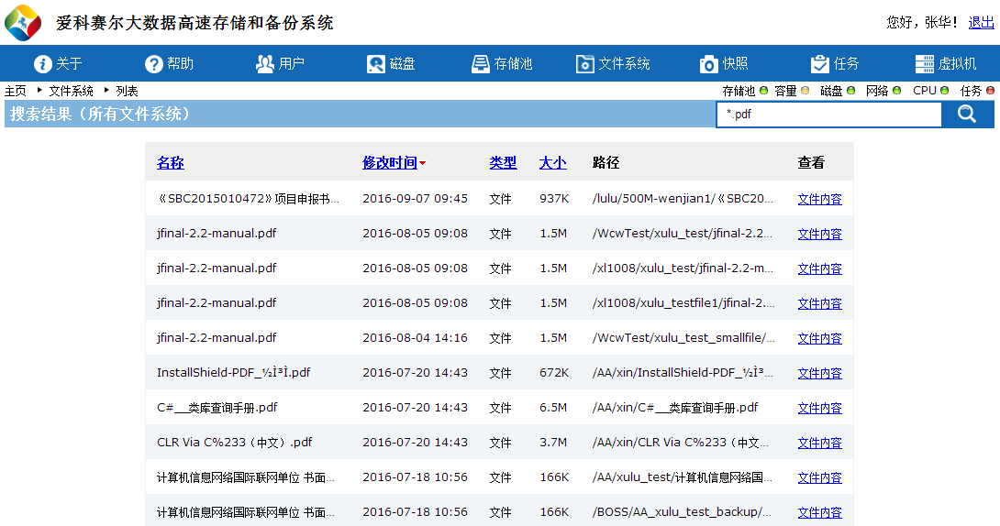 爱科赛尔大数据高速存储和备份系统
您好，张华！ 退出
关于 帮助 用户 磁盘 存储池 文件系统 快照 任务 虚拟机
主页 文件系统 列表 存储池 容量 磁盘 网络 CPU 任务
搜索结果（所有文件系统） *.pdf
名称 修改时间 类型 大小 路径 查看
《SBC2015010472》项目申报书... 2016-09-07 09:45 文件 937K /lulu/500M-wenjian1/《SBC20... 文件内容
jfinal-2.2-manual.pdf 2016-08-05 09:08 文件 1.5M /WcwTest/xulu_test/jfinal-2.2... 文件内容
jfinal-2.2-manual.pdf 2016-08-05 09:08 文件 1.5M /xl1008/xulu_test/jfinal-2.2-m... 文件内容
jfinal-2.2-manual.pdf 2016-08-05 09:08 文件 1.5M /xl1008/xulu_testfile1/jfinal-2.... 文件内容
jfinal-2.2-manual.pdf 2016-08-04 14:16 文件 1.5M /WcwTest/xulu_test_smallfile/... 文件内容
InstallShield-PDF_½Ì³Ì.pdf 2016-07-20 14:43 文件 672K /AA/xin/InstallShield-PDF_½Ì³... 文件内容
C#__类库查询手册.pdf 2016-07-20 14:43 文件 6.5M /AA/xin/C#__类库查询手册.pdf 文件内容
CLR Via C%233（中文）.pdf 2016-07-20 14:43 文件 3.7M /AA/xin/CLR Via C%233（中文... 文件内容
计算机信息网络国际联网单位 书面... 2016-07-18 10:56 文件 166K /AA/xulu_test/计算机信息网络国... 文件内容
计算机信息网络国际联网单位 书面... 2016-07-18 10:56 文件 166K /BOSS/AA_xulu_test_backup/... 文件内容